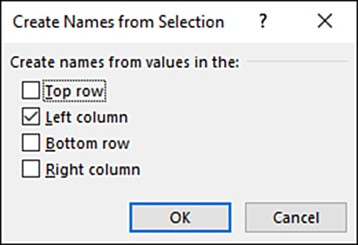 Create Names from Selection ? ×
Create names from values in the:
Top row
Left column
Bottom row
Right column
OK Cancel